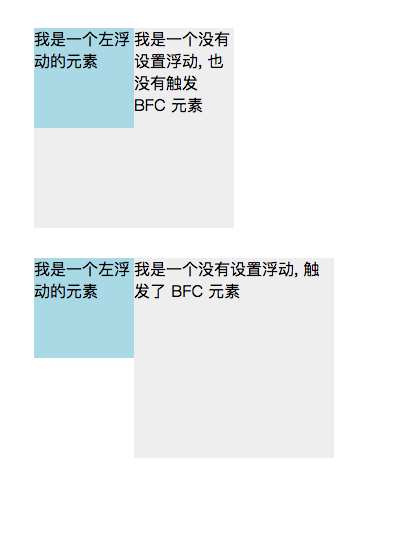 我是一个左浮
动的元素
我是一个没有
设置浮动, 也
没有触发
BFC 元素
我是一个左浮
动的元素
我是一个没有设置浮动, 触
发了 BFC 元素